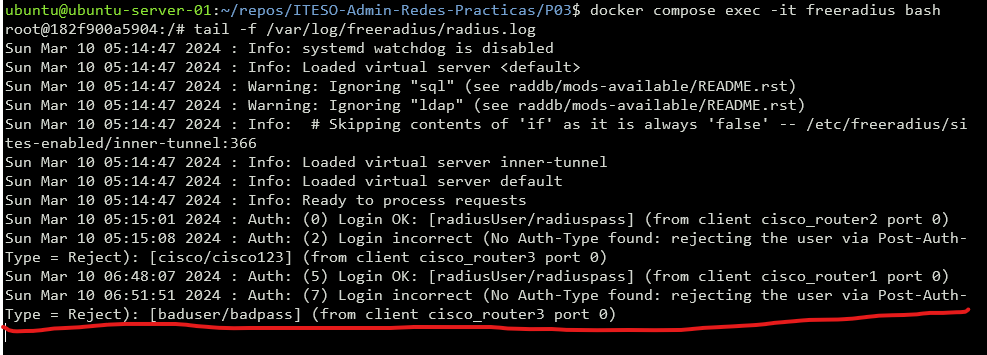 ubuntu@ubuntu-server-01:~/repos/ITESO-Admin-Redes-Practicas/P03$ docker compose exec -it freeradius bash
root@182f900a5904:/# tail -f /var/log/freeradius/radius.log
Sun Mar 10 05:14:47 2024 : Info: systemd watchdog is disabled
Sun Mar 10 05:14:47 2024 : Info: Loaded virtual server <default>
Sun Mar 10 05:14:47 2024 : Warning: Ignoring "sql" (see raddb/mods-available/README.rst)
Sun Mar 10 05:14:47 2024 : Warning: Ignoring "ldap" (see raddb/mods-available/README.rst)
Sun Mar 10 05:14:47 2024 : Info:  # Skipping contents of 'if' as it is always 'false' -- /etc/freeradius/si
tes-enabled/inner-tunnel:366
Sun Mar 10 05:14:47 2024 : Info: Loaded virtual server inner-tunnel
Sun Mar 10 05:14:47 2024 : Info: Loaded virtual server default
Sun Mar 10 05:14:47 2024 : Info: Ready to process requests
Sun Mar 10 05:15:01 2024 : Auth: (0) Login OK: [radiusUser/radiuspass] (from client cisco_router2 port 0)
Sun Mar 10 05:15:08 2024 : Auth: (2) Login incorrect (No Auth-Type found: rejecting the user via Post-Auth-
Type = Reject): [cisco/cisco123] (from client cisco_router3 port 0)
Sun Mar 10 06:48:07 2024 : Auth: (5) Login OK: [radiusUser/radiuspass] (from client cisco_router1 port 0)
Sun Mar 10 06:51:51 2024 : Auth: (7) Login incorrect (No Auth-Type found: rejecting the user via Post-Auth-
Type = Reject): [baduser/badpass] (from client cisco_router3 port 0)